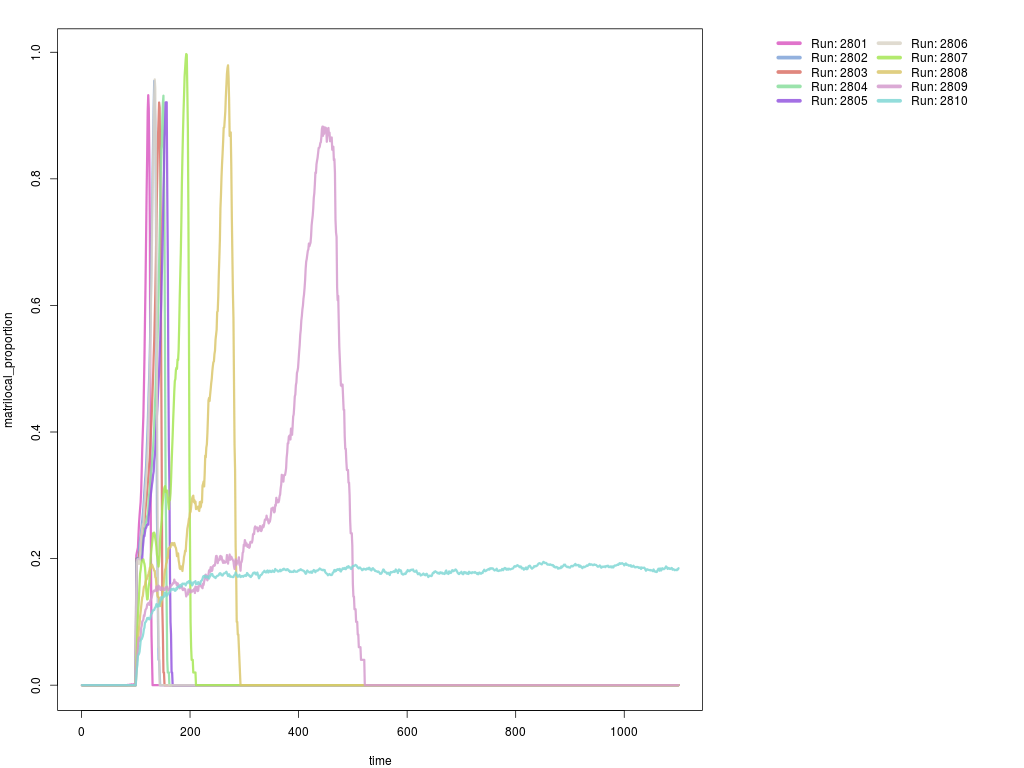 Run: 2801 Run: 2806
Run: 2802 Run: 2807
Run: 2803 Run: 2808
Run: 2804 Run: 2809
Run: 2805 Run: 2810
matrilocal_proportion
1.0
0.8
0.6
0.4
0.2
0.0
0 200 400 600 800 1000
time